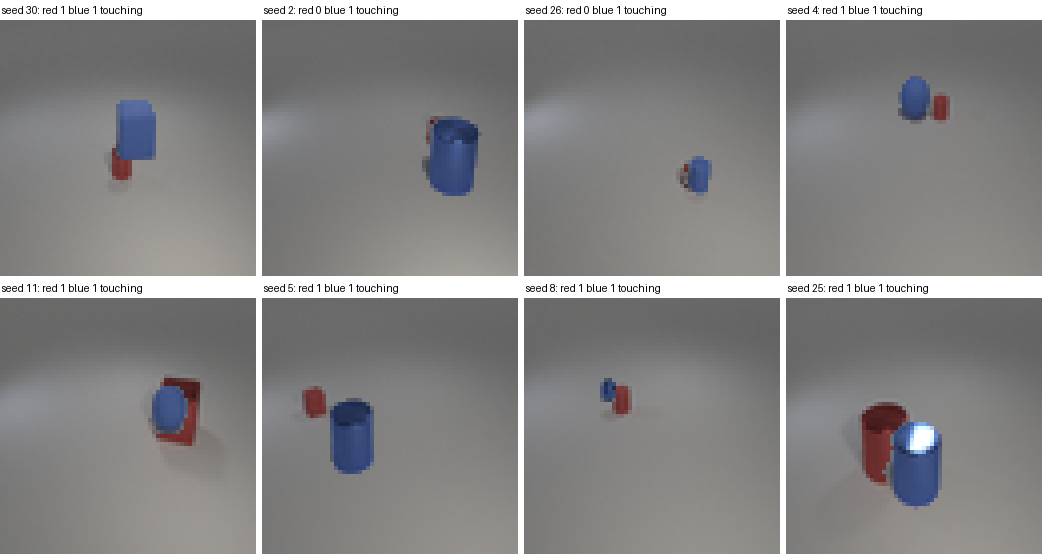 seed 30: red 1 blue 1 touching
seed 2: red 0 blue 1 touching
seed 26: red 0 blue 1 touching
seed 4: red 1 blue 1 touching
seed 11: red 1 blue 1 touching
seed 5: red 1 blue 1 touching
seed 8: red 1 blue 1 touching
seed 25: red 1 blue 1 touching